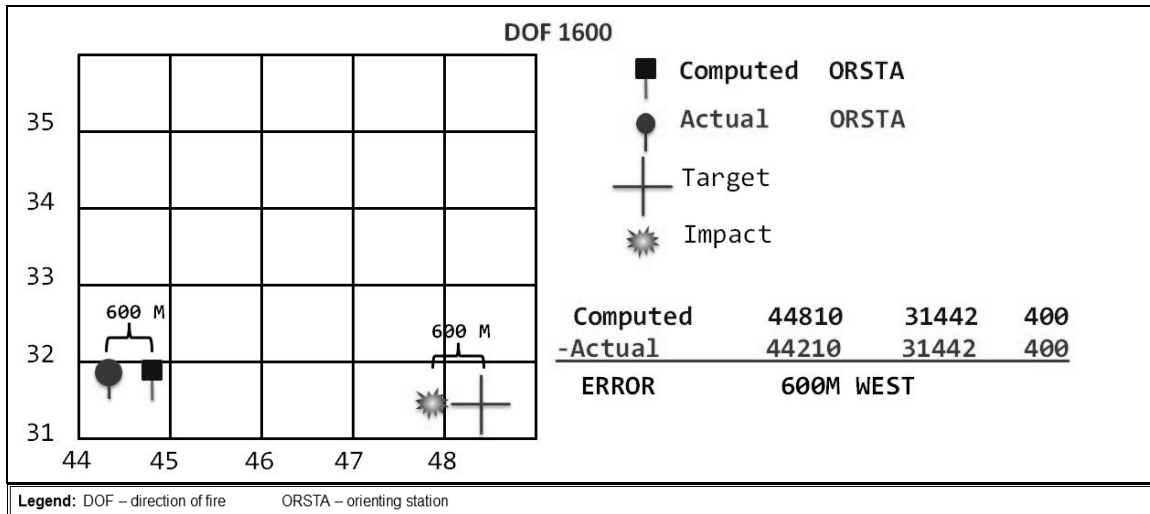 DOF 1600
Computed ORSTA
Actual ORSTA
Target
Impact
35
34
33
32
31
600 M
600 M
44 45 46 47 48
Computed 44810 31442 400
-Actual 44210 31442 400
ERROR 600M WEST
Legend: DOF – direction of fire ORSTA – orienting station